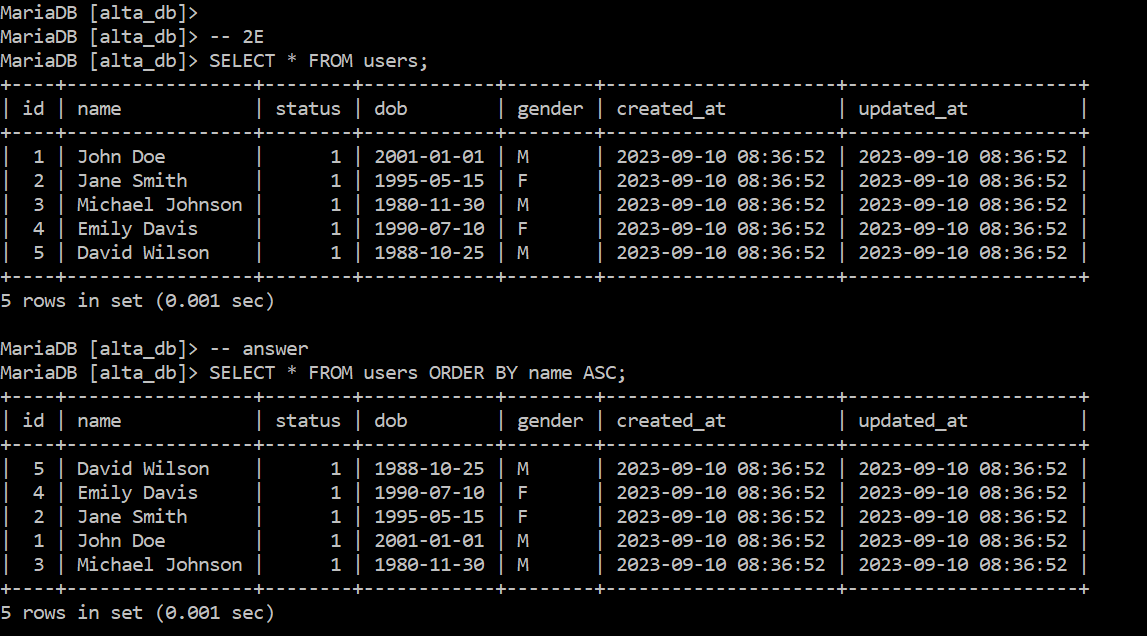 MariaDB [alta_db]>
MariaDB [alta_db]> -- 2E
MariaDB [alta_db]> SELECT * FROM users;
+----+-----------------+--------+------------+--------+---------------------+---------------------+
| id | name            | status | dob        | gender | created_at          | updated_at          |
+----+-----------------+--------+------------+--------+---------------------+---------------------+
|  1 | John Doe        |      1 | 2001-01-01 | M      | 2023-09-10 08:36:52 | 2023-09-10 08:36:52 |
|  2 | Jane Smith      |      1 | 1995-05-15 | F      | 2023-09-10 08:36:52 | 2023-09-10 08:36:52 |
|  3 | Michael Johnson |      1 | 1980-11-30 | M      | 2023-09-10 08:36:52 | 2023-09-10 08:36:52 |
|  4 | Emily Davis     |      1 | 1990-07-10 | F      | 2023-09-10 08:36:52 | 2023-09-10 08:36:52 |
|  5 | David Wilson    |      1 | 1988-10-25 | M      | 2023-09-10 08:36:52 | 2023-09-10 08:36:52 |
+----+-----------------+--------+------------+--------+---------------------+---------------------+
5 rows in set (0.001 sec)
MariaDB [alta_db]> -- answer
MariaDB [alta_db]> SELECT * FROM users ORDER BY name ASC;
+----+-----------------+--------+------------+--------+---------------------+---------------------+
| id | name            | status | dob        | gender | created_at          | updated_at          |
+----+-----------------+--------+------------+--------+---------------------+---------------------+
|  5 | David Wilson    |      1 | 1988-10-25 | M      | 2023-09-10 08:36:52 | 2023-09-10 08:36:52 |
|  4 | Emily Davis     |      1 | 1990-07-10 | F      | 2023-09-10 08:36:52 | 2023-09-10 08:36:52 |
|  2 | Jane Smith      |      1 | 1995-05-15 | F      | 2023-09-10 08:36:52 | 2023-09-10 08:36:52 |
|  1 | John Doe        |      1 | 2001-01-01 | M      | 2023-09-10 08:36:52 | 2023-09-10 08:36:52 |
|  3 | Michael Johnson |      1 | 1980-11-30 | M      | 2023-09-10 08:36:52 | 2023-09-10 08:36:52 |
+----+-----------------+--------+------------+--------+---------------------+---------------------+
5 rows in set (0.001 sec)